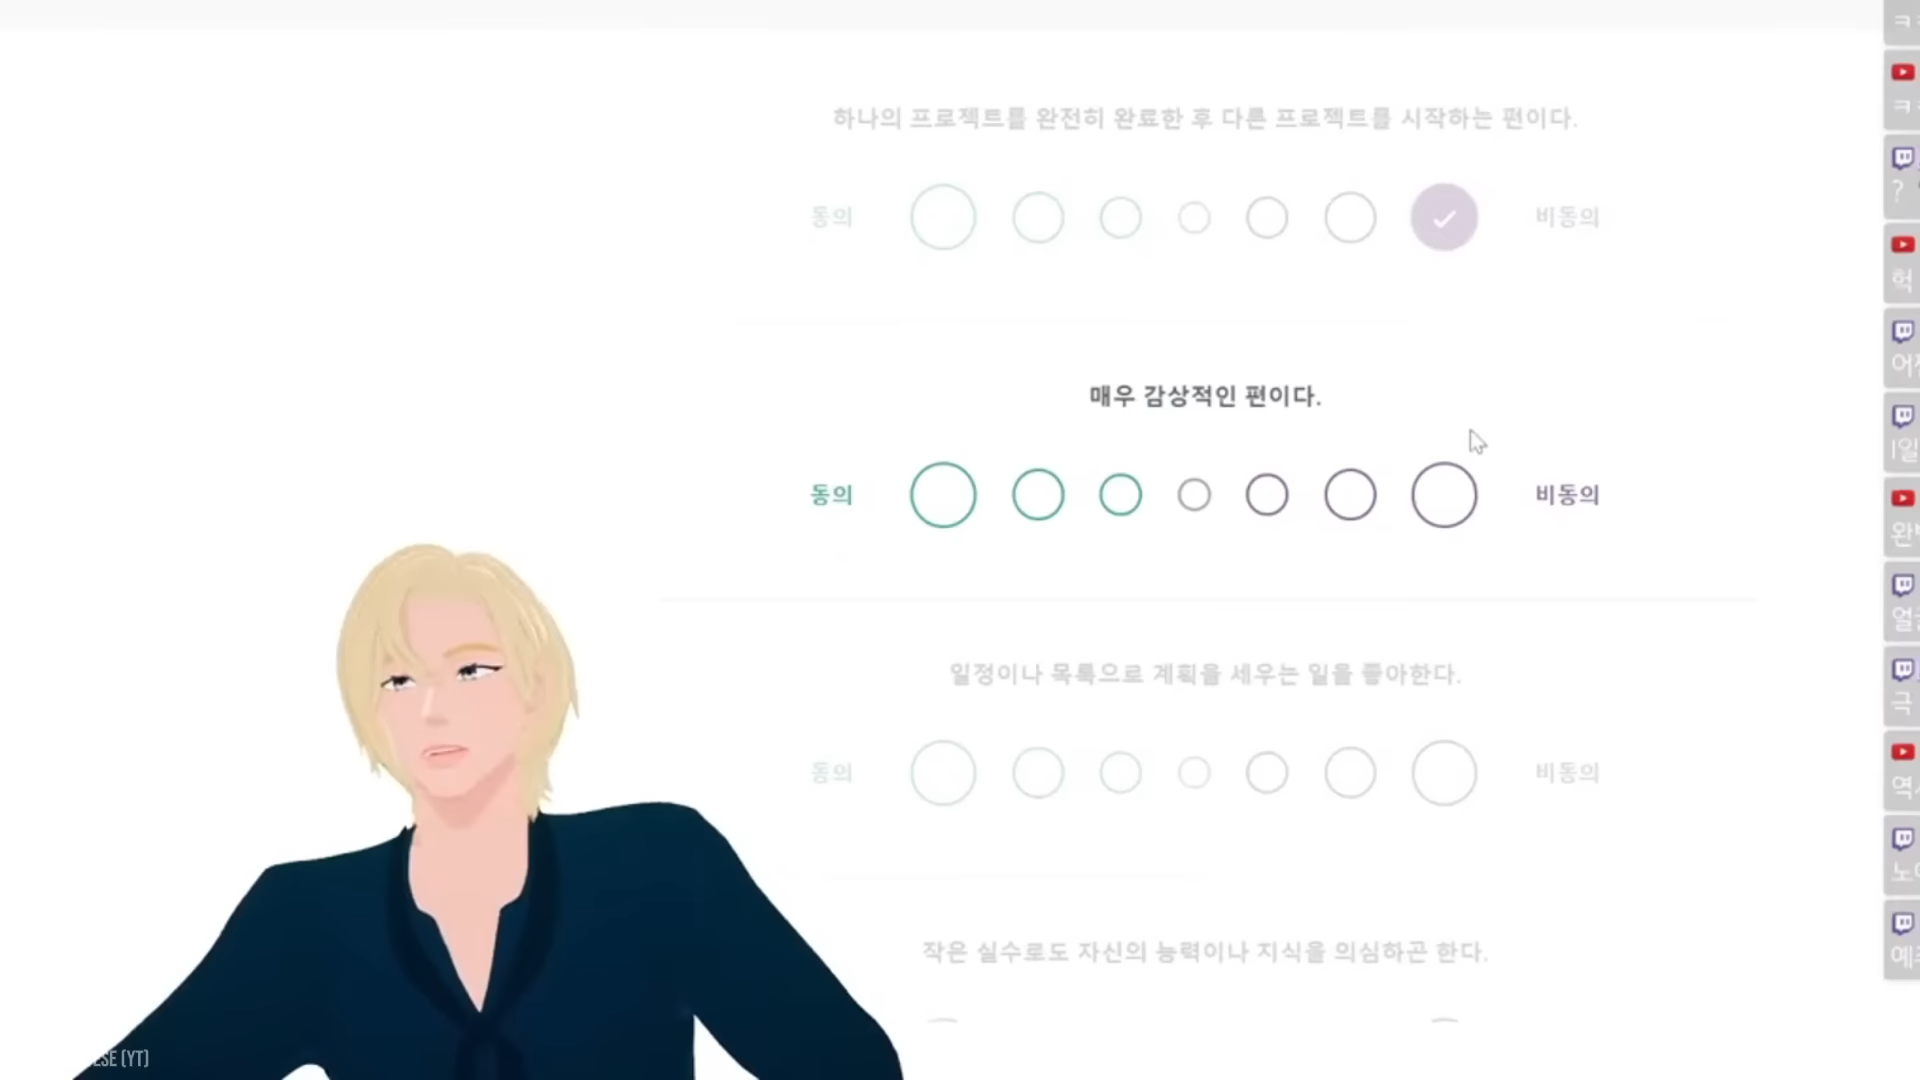 하나의 프로젝트를 완전히 완료한 후 다른 프로젝트를 시작하는 편이다.
동의 비동의
매우 감상적인 편이다.
동의 비동의
일정이나 목록으로 계획을 세우는 일을 좋아한다.
동의 비동의
작은 실수로도 자신의 능력이나 지식을 의심하곤 한다.
ㅋ
ㅋ
?
헉
극
(YT)